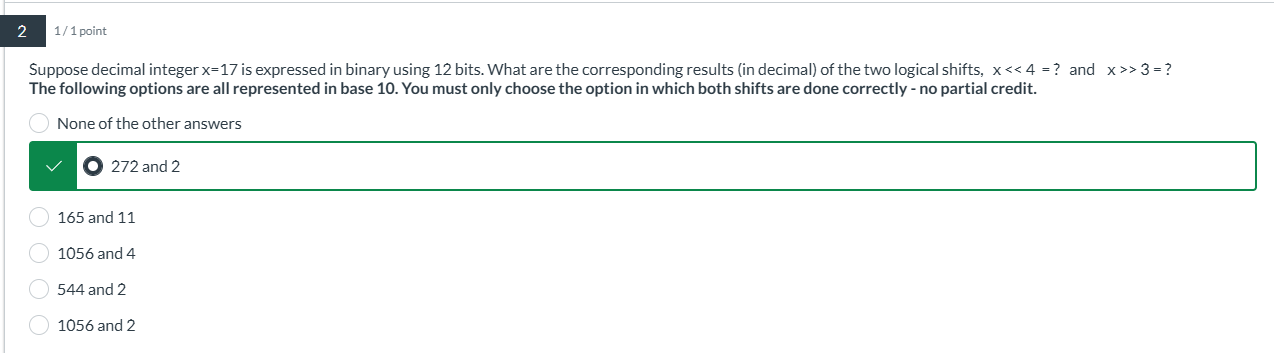 2
1 / 1 point
Suppose decimal integer x=17 is expressed in binary using 12 bits. What are the corresponding results (in decimal) of the two logical shifts, x << 4 = ? and x >> 3 = ?
The following options are all represented in base 10. You must only choose the option in which both shifts are done correctly - no partial credit.
None of the other answers
272 and 2
165 and 11
1056 and 4
544 and 2
1056 and 2